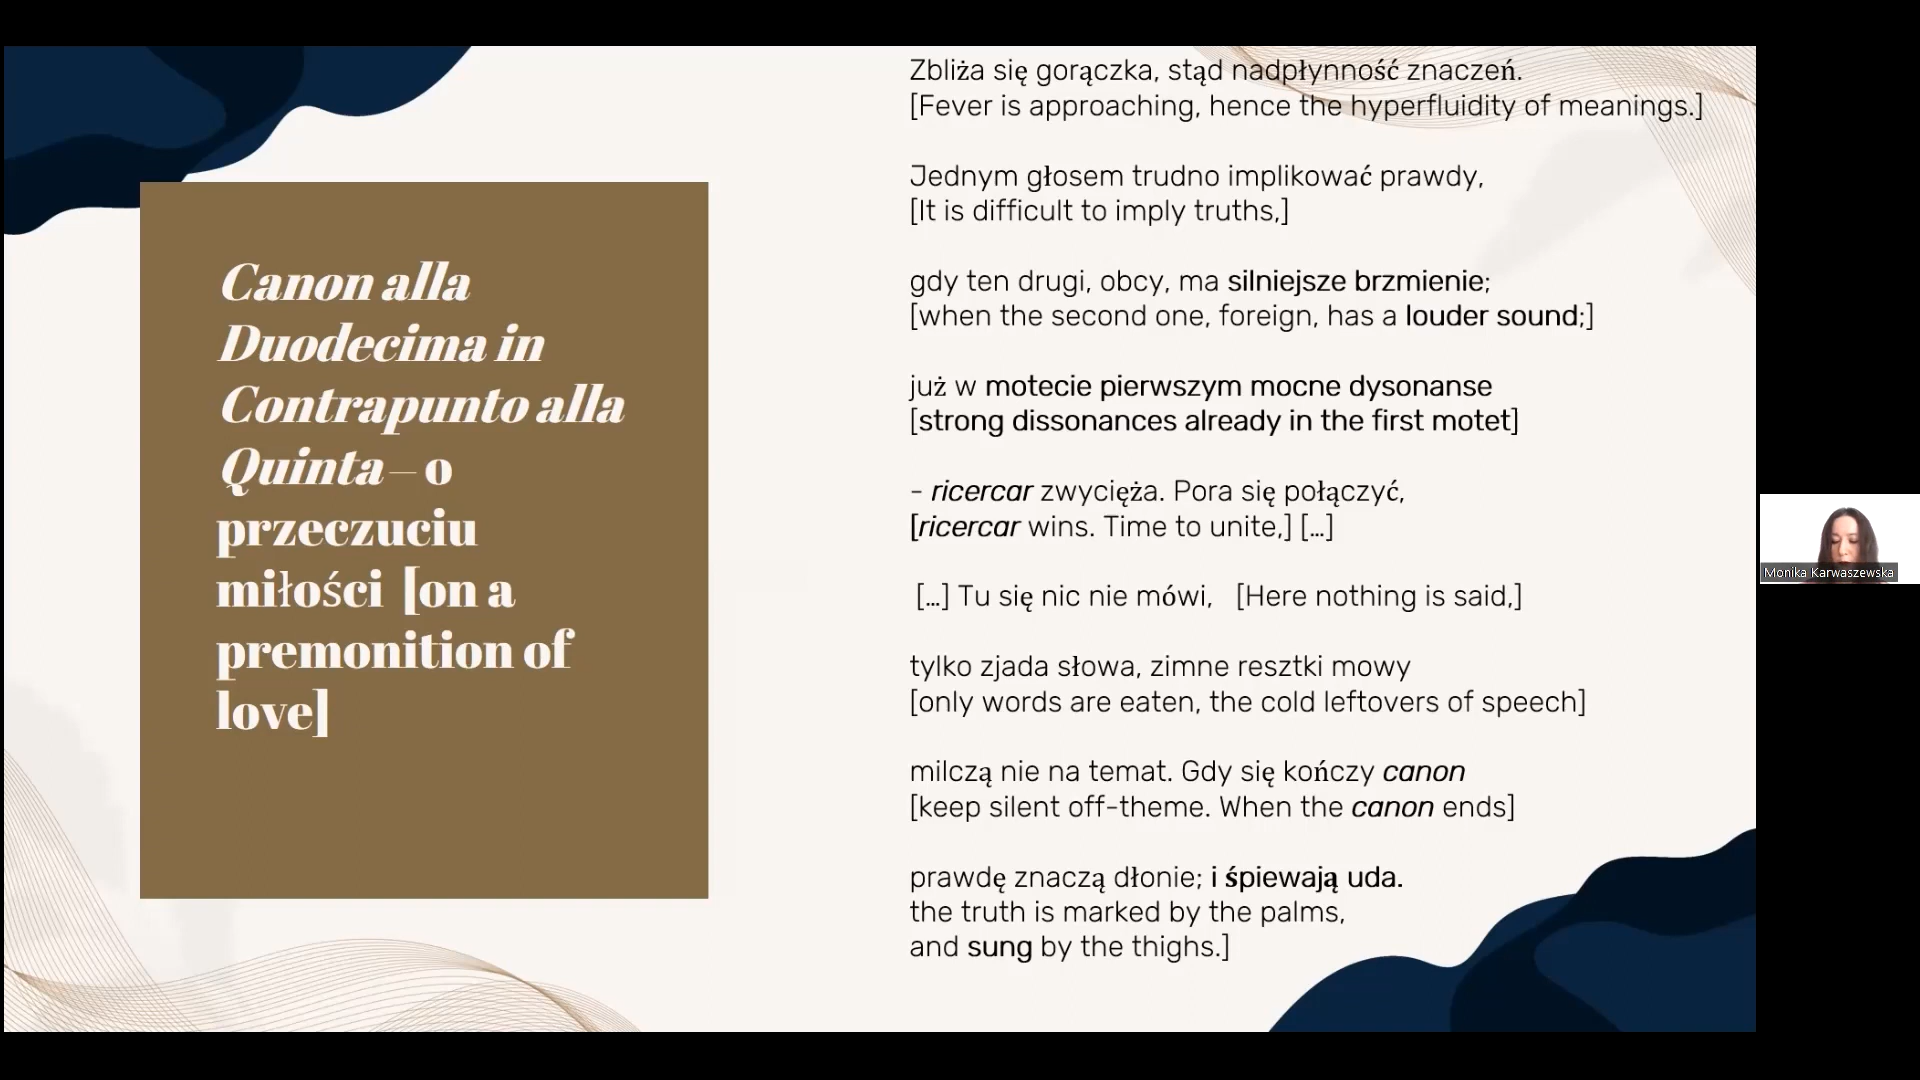 Canon alla
Duodecima in
Contrapunto alla
Quinta – o
przeczuciu
miłości [on a
premonition of
love]
Zbliża się gorączka, stąd nadpłynność znaczeń.
[Fever is approaching, hence the hyperfluidity of meanings.]
Jednym głosem trudno implikować prawdy,
[It is difficult to imply truths,]
gdy ten drugi, obcy, ma silniejsze brzmienie;
[when the second one, foreign, has a louder sound;]
już w motecie pierwszym mocne dysonanse
[strong dissonances already in the first motet]
- ricercar zwycięża. Pora się połączyć,
[ricercar wins. Time to unite,] [...]
[...] Tu się nic nie mówi, [Here nothing is said,]
tylko zjada słowa, zimne resztki mowy
[only words are eaten, the cold leftovers of speech]
milczą nie na temat. Gdy się kończy canon
[keep silent off-theme. When the canon ends]
prawdę znaczą dłonie; i śpiewają uda.
the truth is marked by the palms,
and sung by the thighs.]
Monika Karwaszewska